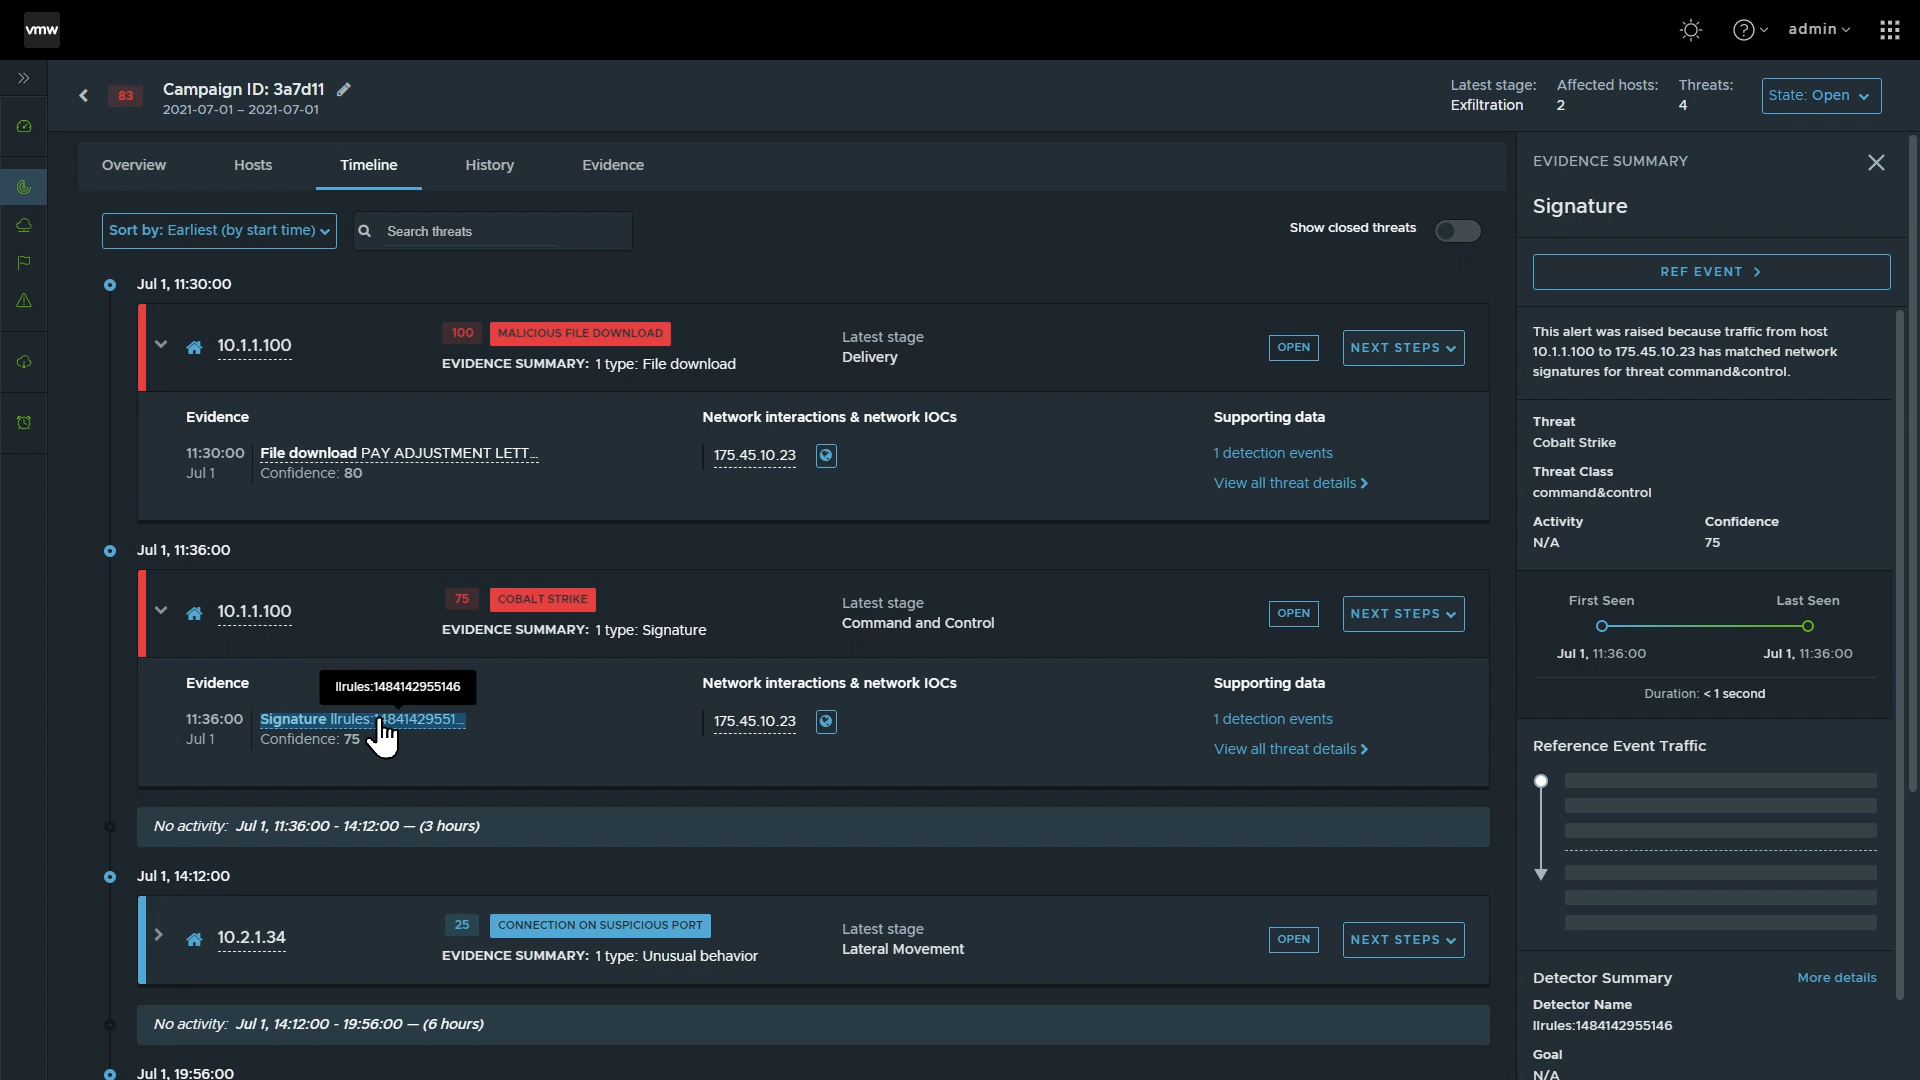 vmw
admin
83
Campaign ID: 3a7d11
2021-07-01 – 2021-07-01
Latest stage:
Exfiltration
Affected hosts:
2
Threats:
4
State: Open
Overview
Hosts
Timeline
History
Evidence
Sort by: Earliest (by start time)
Search threats
Show closed threats
Jul 1, 11:30:00
10.1.1.100
100
MALICIOUS FILE DOWNLOAD
EVIDENCE SUMMARY: 1 type: File download
Latest stage
Delivery
OPEN
NEXT STEPS
Evidence
11:30:00
Jul 1
File download PAY ADJUSTMENT LETT...
Confidence: 80
Network interactions & network IOCs
175.45.10.23
Supporting data
1 detection events
View all threat details
Jul 1, 11:36:00
10.1.1.100
75
COBALT STRIKE
EVIDENCE SUMMARY: 1 type: Signature
Latest stage
Command and Control
OPEN
NEXT STEPS
Evidence
llrules:1484142955146
11:36:00
Jul 1
Signature llrules:14841429551...
Confidence: 75
Network interactions & network IOCs
175.45.10.23
Supporting data
1 detection events
View all threat details
No activity: Jul 1, 11:36:00 - 14:12:00 — (3 hours)
Jul 1, 14:12:00
10.2.1.34
25
CONNECTION ON SUSPICIOUS PORT
EVIDENCE SUMMARY: 1 type: Unusual behavior
Latest stage
Lateral Movement
OPEN
NEXT STEPS
No activity: Jul 1, 14:12:00 - 19:56:00 — (6 hours)
Jul 1, 19:56:00
EVIDENCE SUMMARY
Signature
REF EVENT
This alert was raised because traffic from host
10.1.1.100 to 175.45.10.23 has matched network
signatures for threat command&control.
Threat
Cobalt Strike
Threat Class
command&control
Activity
N/A
Confidence
75
First Seen
Last Seen
Jul 1, 11:36:00
Jul 1, 11:36:00
Duration: < 1 second
Reference Event Traffic
Detector Summary
More details
Detector Name
llrules:1484142955146
Goal
N/A